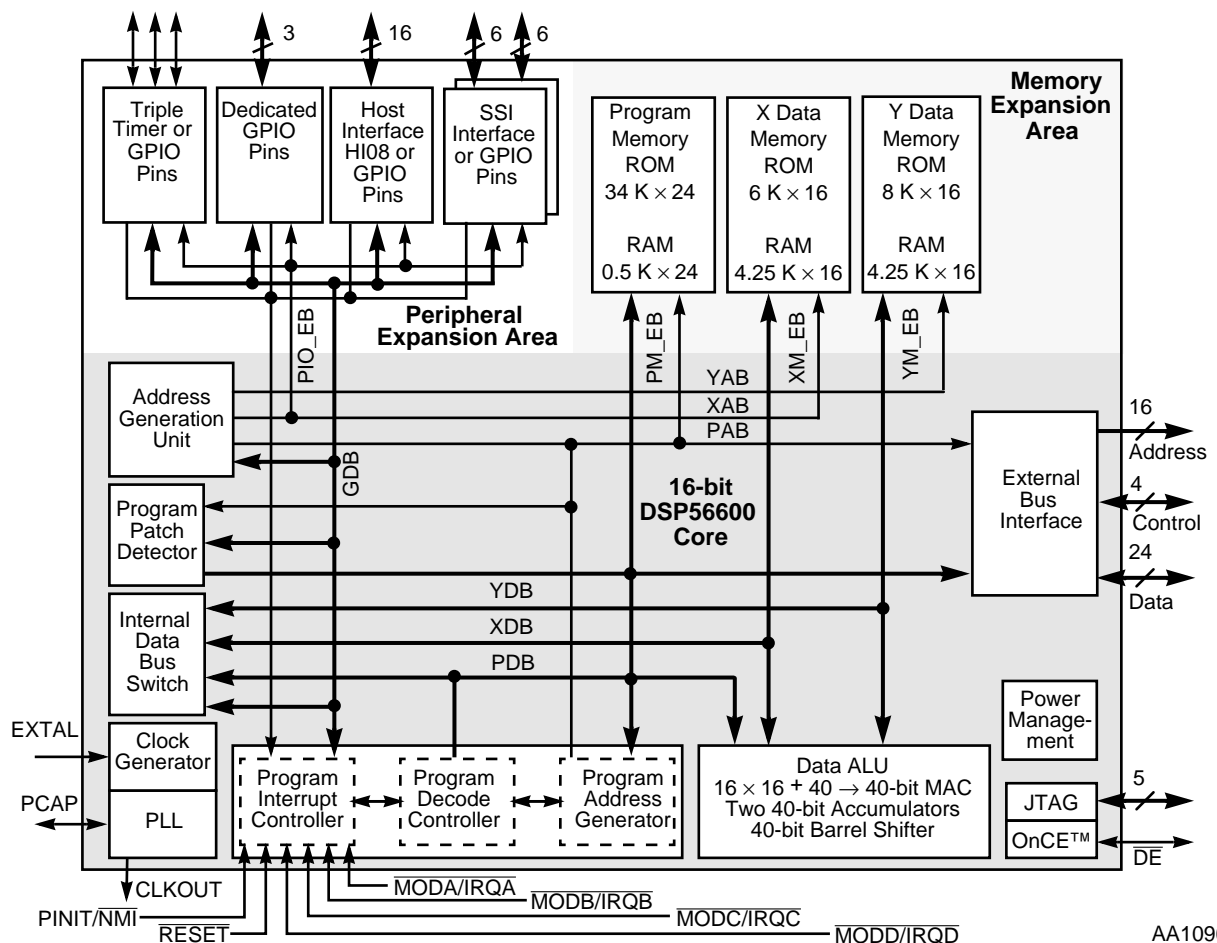 3
16
6
6
Triple
Timer or
GPIO
Pins
Dedicated
GPIO
Pins
Host
Interface
HI08 or
GPIO
Pins
SSI
Interface
or GPIO
Pins
Program
Memory
ROM
34 K × 24
RAM
0.5 K × 24
X Data
Memory
ROM
6 K × 16
RAM
4.25 K × 16
Y Data
Memory
ROM
8 K × 16
RAM
4.25 K × 16
Memory
Expansion
Area
Peripheral
Expansion Area
PIO_EB
PM_EB
XM_EB
YM_EB
Address
Generation
Unit
YAB
XAB
PAB
GDB
Program
Patch
Detector
16-bit
DSP56600
Core
External
Bus
Interface
16
Address
4
Control
24
Data
Internal
Data
Bus
Switch
YDB
XDB
PDB
EXTAL
Clock
Generator
PCAP
PLL
CLKOUT
Program
Interrupt
Controller
Program
Decode
Controller
Program
Address
Generator
Data ALU
16 × 16 + 40 → 40-bit MAC
Two 40-bit Accumulators
40-bit Barrel Shifter
Power
Manage-
ment
JTAG
OnCE™
5
DE
MODA/IRQA
MODB/IRQB
PINIT/NMI
MODC/IRQC
RESET
MODD/IRQD